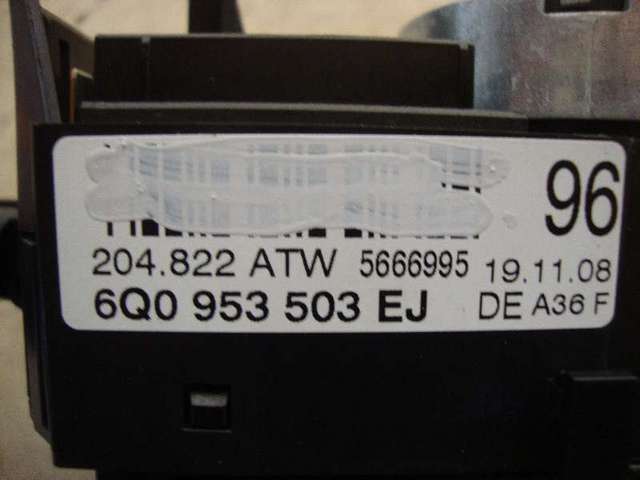 96
204.822 ATW 5666995 19.11.08
6Q0 953 503 EJ DE A36 F